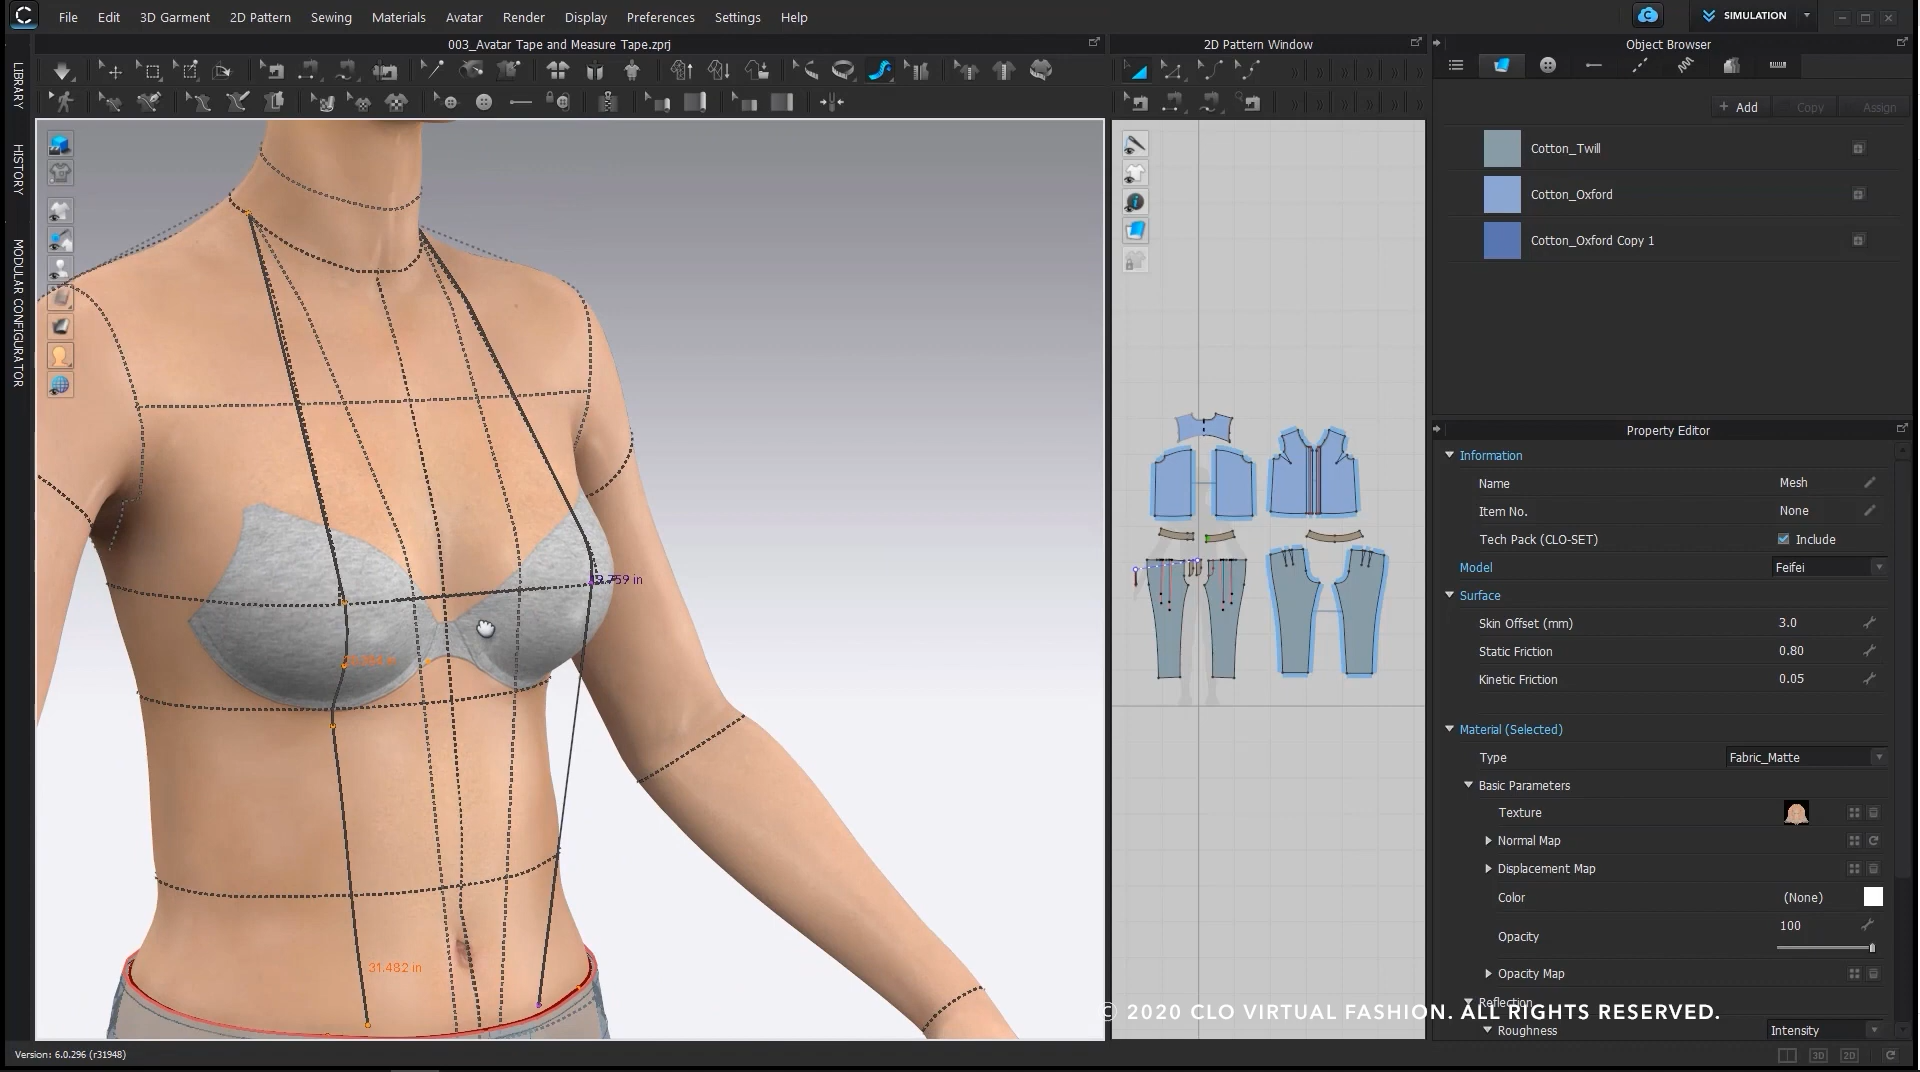 File Edit 3D Garment 2D Pattern Sewing Materials Avatar Render Display Preferences Settings Help
SIMULATION
003_Avatar Tape and Measure Tape.zprj
2D Pattern Window
Object Browser
LIBRARY
HISTORY
MODULAR CONFIGURATOR
+ Add Copy Assign
Cotton_Twill
Cotton_Oxford
Cotton_Oxford Copy 1
Property Editor
Information
Name Mesh
Item No. None
Tech Pack (CLO-SET) Include
Model Feifei
Surface
Skin Offset (mm) 3.0
Static Friction 0.80
Kinetic Friction 0.05
Material (Selected)
Type Fabric_Matte
Basic Parameters
Texture
Normal Map
Displacement Map
Color (None)
Opacity 100
Opacity Map
Reflection
Roughness Intensity
31.482 in
© 2020 CLO VIRTUAL FASHION. ALL RIGHTS RESERVED.
Version: 6.0.296 (r31948)
3D 2D